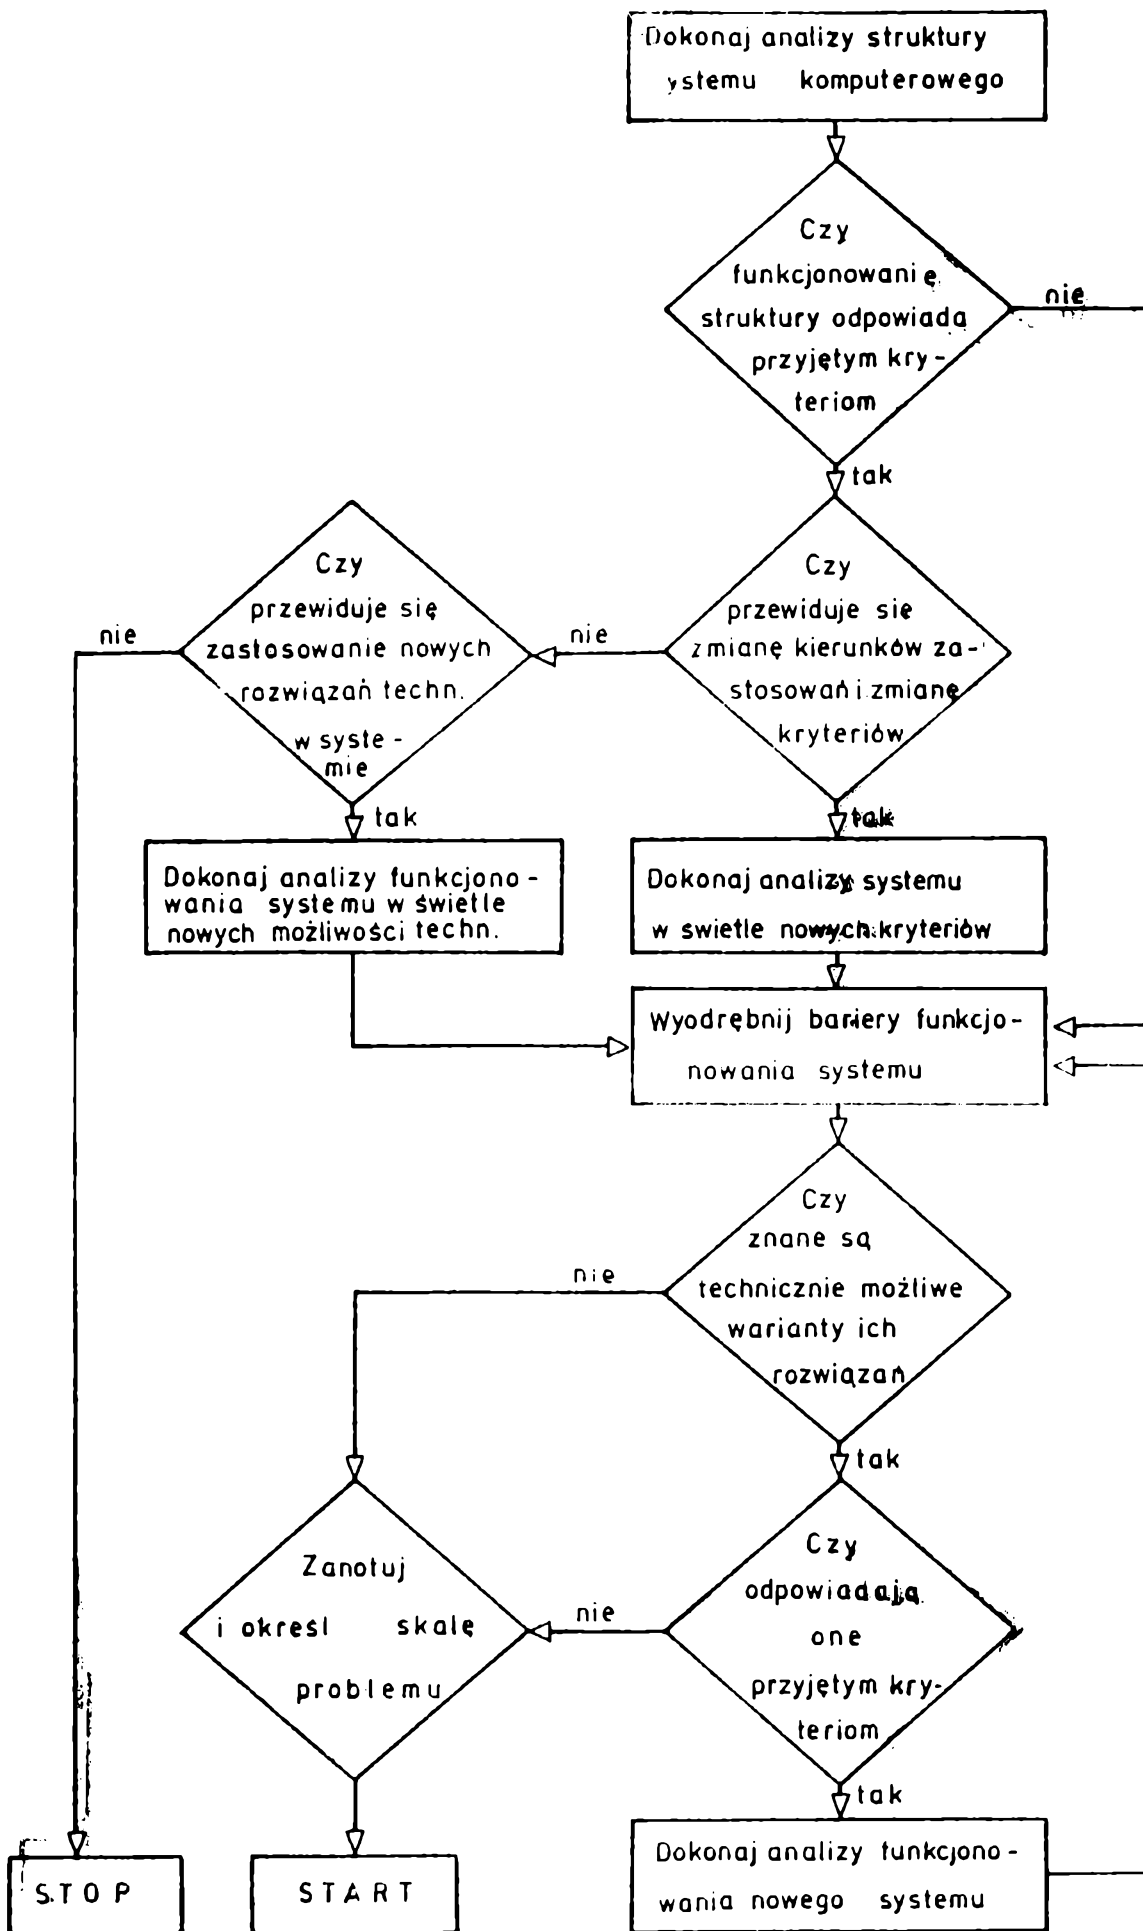 Dokonaj analizy struktury
ystemu komputerowego
Czy
funkcjonowanię
struktury odpowiada
przyjętym kry-
teriom
nie
tak
Czy
przewiduje się
zmianę kierunków za-
stosowań i zmianę
kryteriów
nie
Czy
przewiduje się
zastosowanie nowych
rozwiązań techn.
w syste-
mie
nie
tak
tak
Dokonaj analizy funkcjono-
wania systemu w świetle
nowych możliwości techn.
Dokonaj analizy systemu
w swietle nowych kryteriów
Wyodrębnij bariery funkcjo-
nowania systemu
Czy
znane są
technicznie możliwe
warianty ich
rozwiązań
nie
tak
Czy
odpowiadają
one
przyjętym kry-
teriom
nie
Zanotuj
i okresl skalę
problemu
tak
Dokonaj analizy funkcjono-
wania nowego systemu
STOP
START